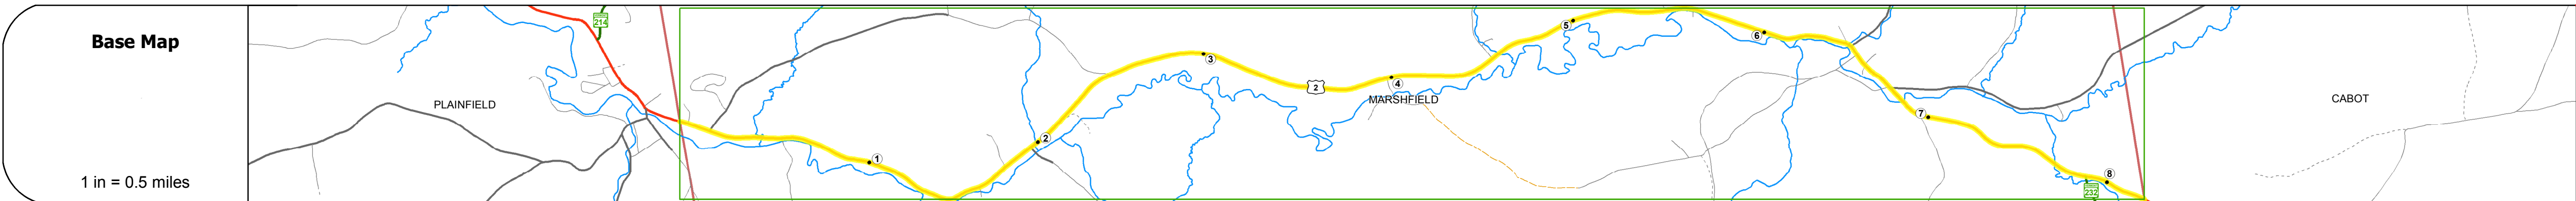 Base Map
1 in = 0.5 miles
214
PLAINFIELD
1
2
3
2
4
MARSHFIELD
5
6
7
8
232
CABOT